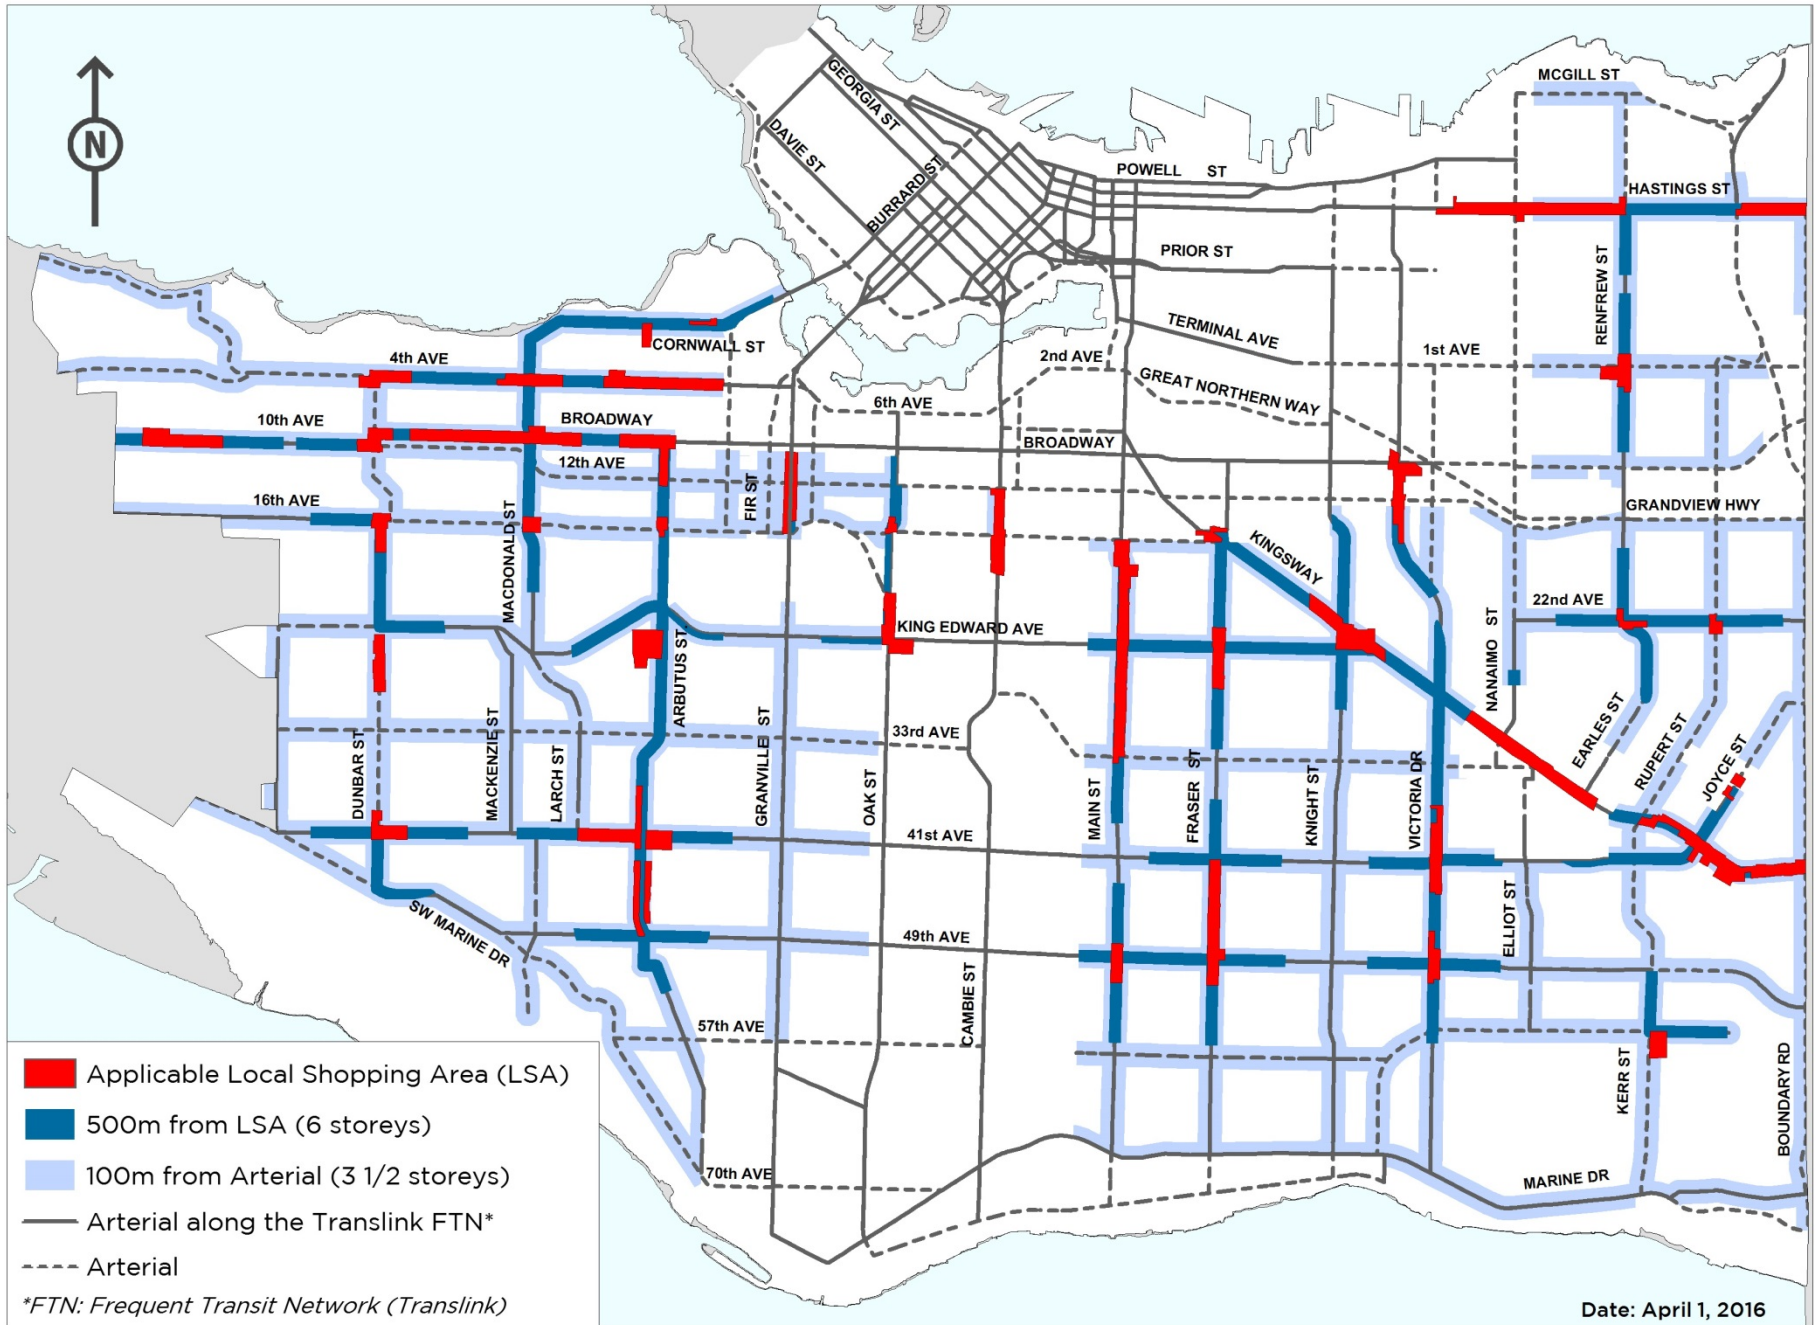 MCGILL ST
GEORGIA ST
DAVIE ST
BURRARD ST
POWELL ST
HASTINGS ST
PRIOR ST
RENFREW ST
TERMINAL AVE
CORNWALL ST
4th AVE
2nd AVE
1st AVE
GREAT NORTHERN WAY
6th AVE
10th AVE
BROADWAY
BROADWAY
12th AVE
16th AVE
FIR ST
GRANDVIEW HWY
MACDONALD ST
KINGSWAY
22nd AVE
KING EDWARD AVE
ARBUTUS ST.
NANAIMO ST
EARLES ST
RUPERT ST
JOYCE ST
33rd AVE
DUNBAR ST
MACKENZIE ST
LARCH ST
GRANVILLE ST
OAK ST
MAIN ST
FRASER ST
KNIGHT ST
VICTORIA DR
41st AVE
SW MARINE DR
49th AVE
ELLIOT ST
CAMBIE ST
57th AVE
KERR ST
BOUNDARY RD
70th AVE
MARINE DR
N
Applicable Local Shopping Area (LSA)
500m from LSA (6 storeys)
100m from Arterial (3 1/2 storeys)
Arterial along the Translink FTN*
Arterial
*FTN: Frequent Transit Network (Translink)
Date: April 1, 2016